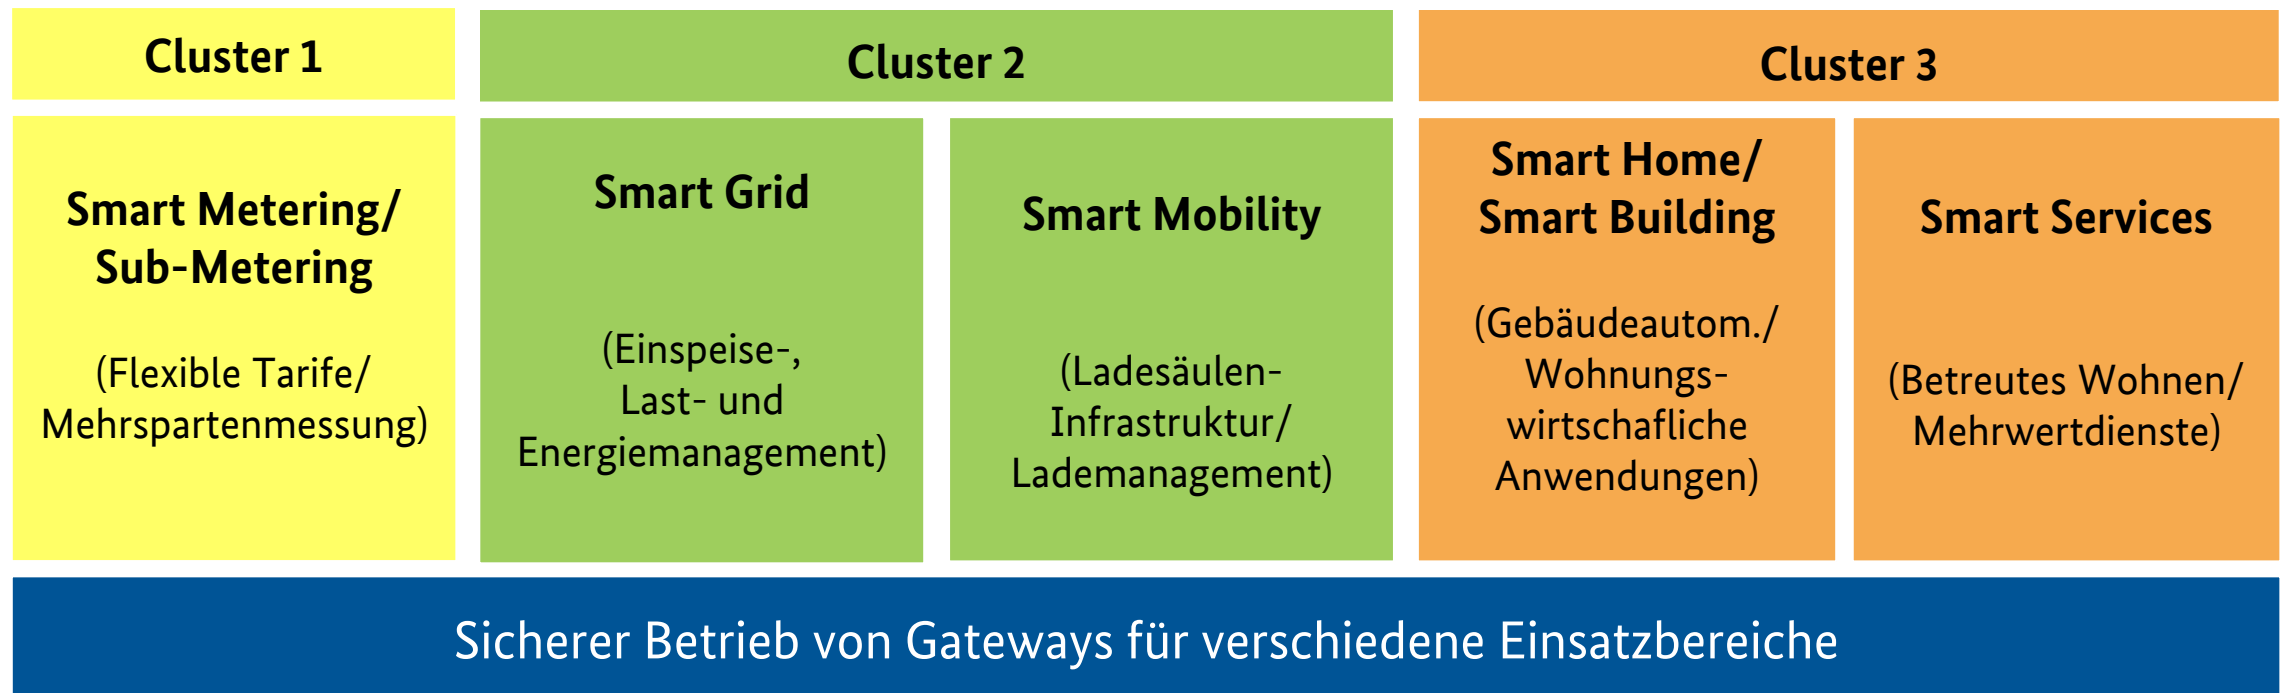 Cluster 1
Smart Metering/
Sub-Metering
(Flexible Tarife/
Mehrspartenmessung)
Cluster 2
Smart Grid
(Einspeise-,
Last- und
Energiemanagement)
Smart Mobility
(Ladesäulen-
Infrastruktur/
Lademanagement)
Cluster 3
Smart Home/
Smart Building
(Gebäudeautom./
Wohnungs-
wirtschafliche
Anwendungen)
Smart Services
(Betreutes Wohnen/
Mehrwertdienste)
Sicherer Betrieb von Gateways für verschiedene Einsatzbereiche